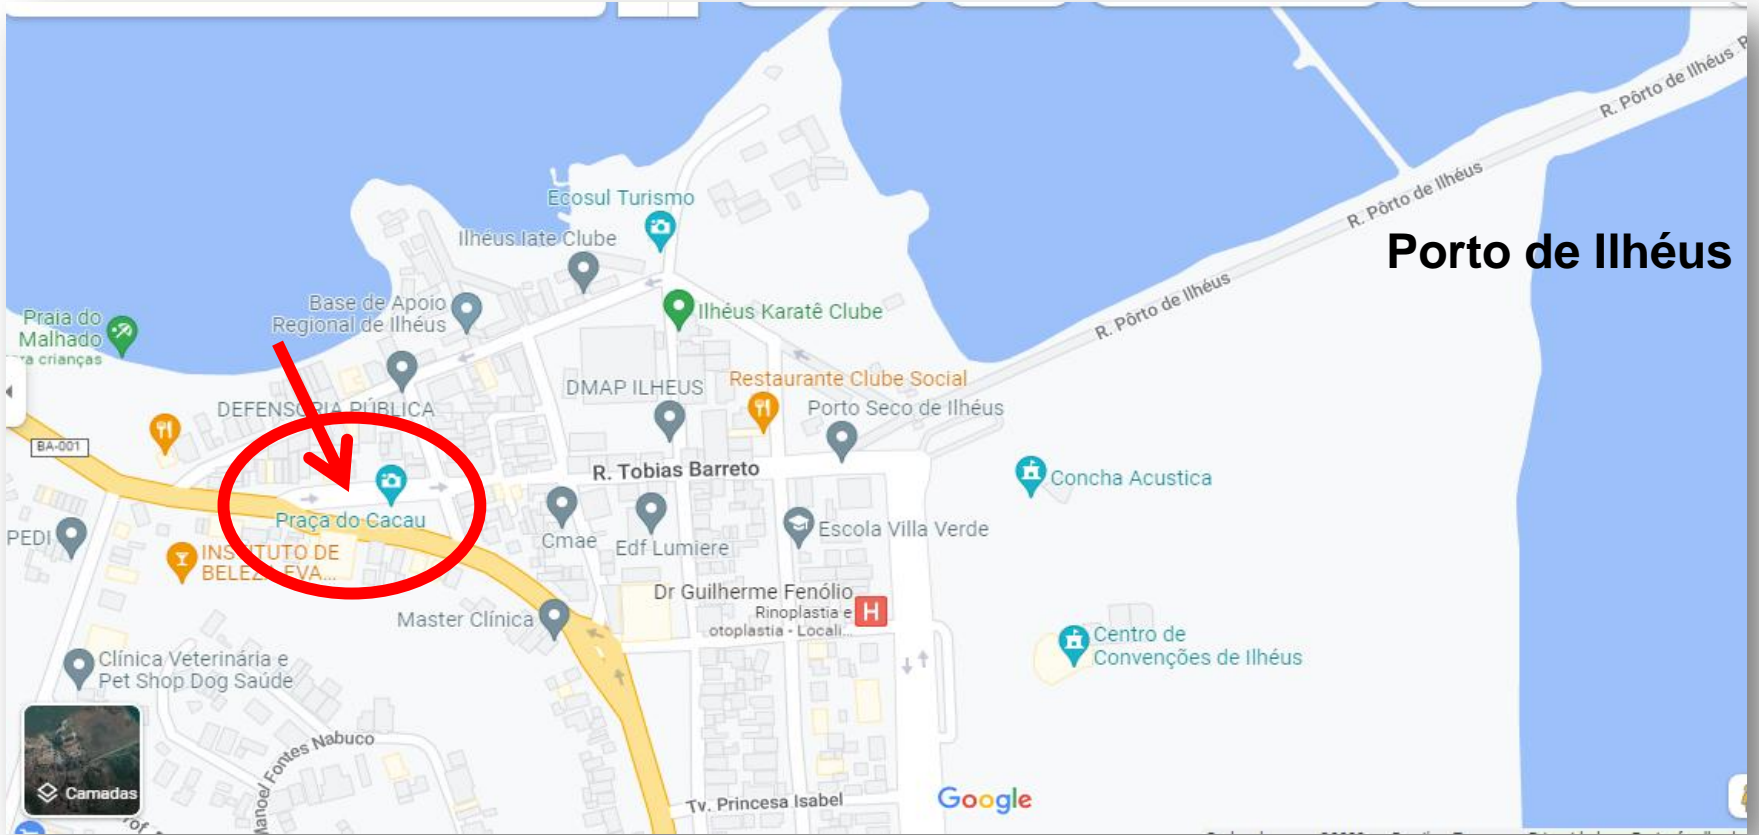 R. Pôrto de Ilhéus
R. Pôrto de Ilhéus
R. Pôrto de Ilhéus
Porto de Ilhéus
Ecosul Turismo
Ilhéus Iate Clube
Base de Apoio
Regional de Ilhéus
Ilhéus Karatê Clube
Praia do
Malhado
ra crianças
DMAP ILHEUS
Restaurante Clube Social
DEFENSORIA PÚBLICA
Porto Seco de Ilhéus
BA-001
R. Tobias Barreto
Concha Acustica
Praça do Cacau
PEDI
Cmae
Edf Lumiere
Escola Villa Verde
INSTITUTO DE
BELEZA EVA...
Dr Guilherme Fenólio
Rinoplastia e
otoplastia - Locali...
H
Master Clínica
Centro de
Convenções de Ilhéus
Clínica Veterinária e
Pet Shop Dog Saúde
Manoel Fontes Nabuco
Camadas
Tv. Princesa Isabel
Google